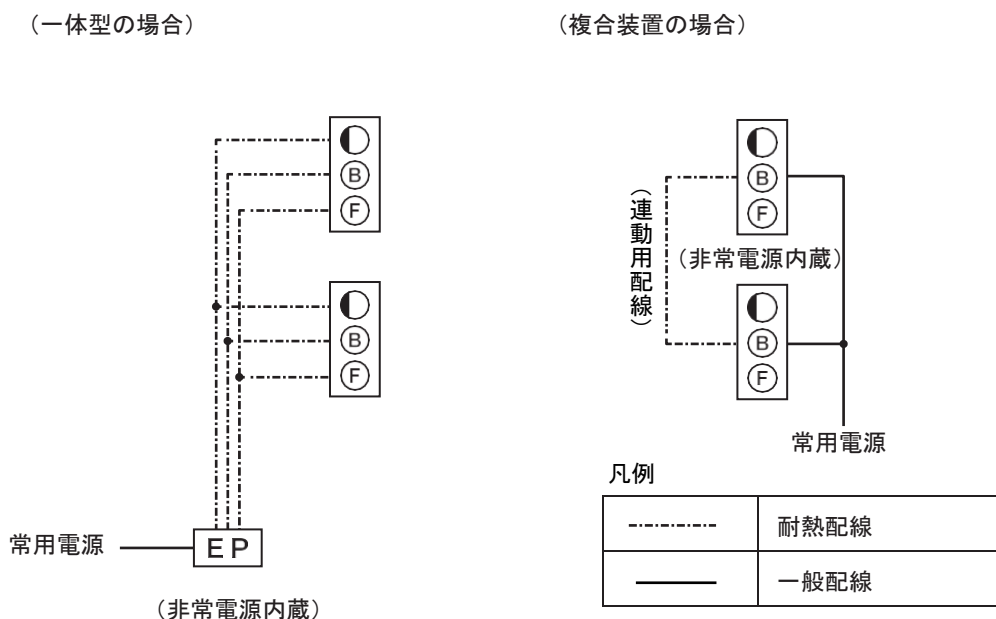 （一体型の場合）
（複合装置の場合）
B
F
B
F
常用電源
EP
（非常電源内蔵）
B
F
（連動用配線）
（非常電源内蔵）
B
F
常用電源
凡例
耐熱配線
一般配線